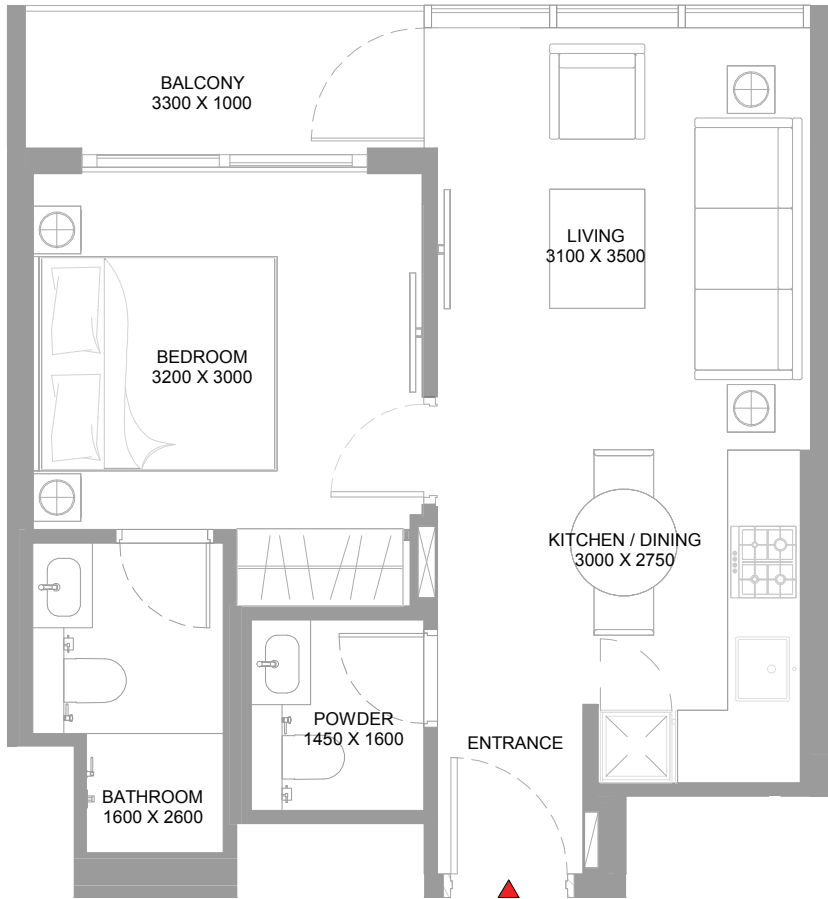 BALCONY
3300 X 1000
LIVING
3100 X 3500
BEDROOM
3200 X 3000
KITCHEN / DINING
3000 X 2750
POWDER
1450 X 1600
ENTRANCE
BATHROOM
1600 X 2600